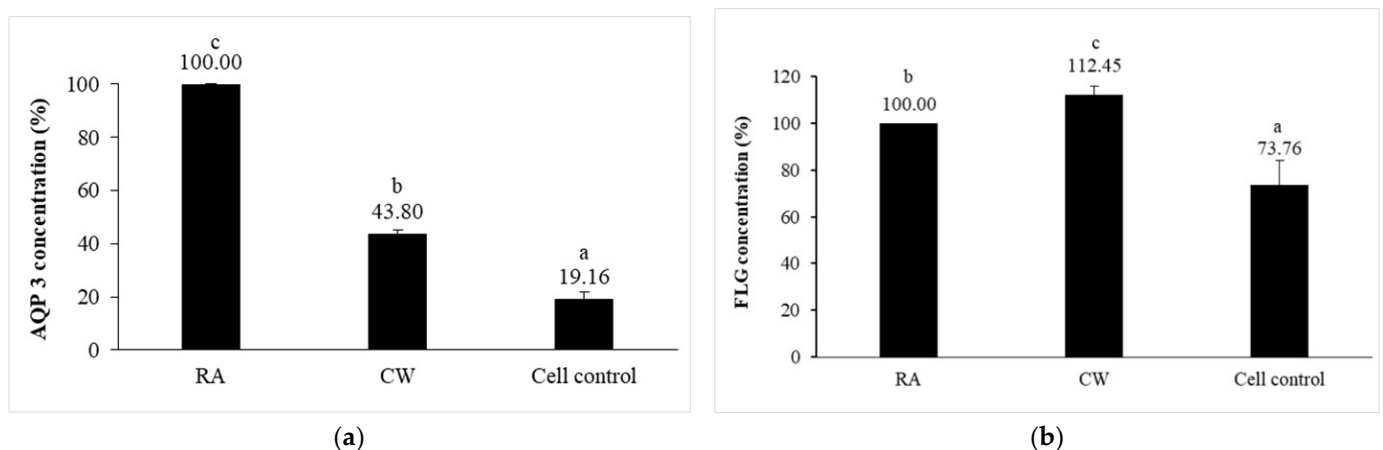 AQP 3 concentration (%)
100
80
60
40
20
0
c
100.00
b
43.80
a
19.16
RA CW Cell control
(a)
FLG concentration (%)
120
100
80
60
40
20
0
b
100.00
c
112.45
a
73.76
RA CW Cell control
(b)